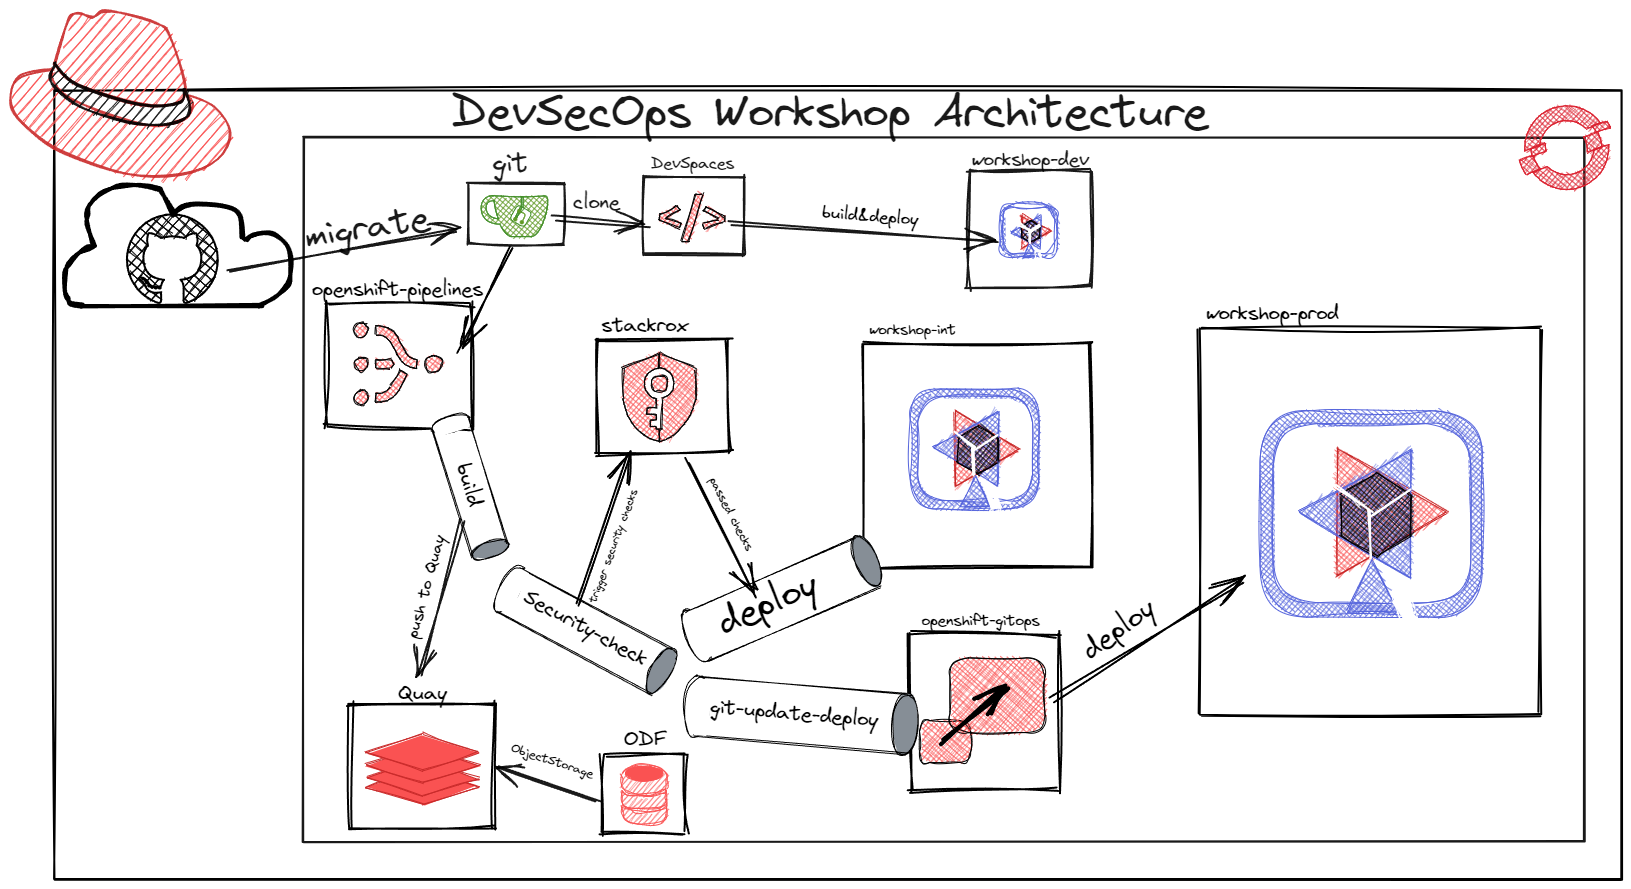 DevSecOps Workshop Architecture
git
DevSpaces
workshop-dev
migrate
clone
build&deploy
openshift-pipelines
stackrox
workshop-int
workshop-prod
build
push to Quay
trigger security checks
passed checks
security-check
deploy
openshift-gitops
deploy
git-update-deploy
Quay
ObjectStorage
ODF
h